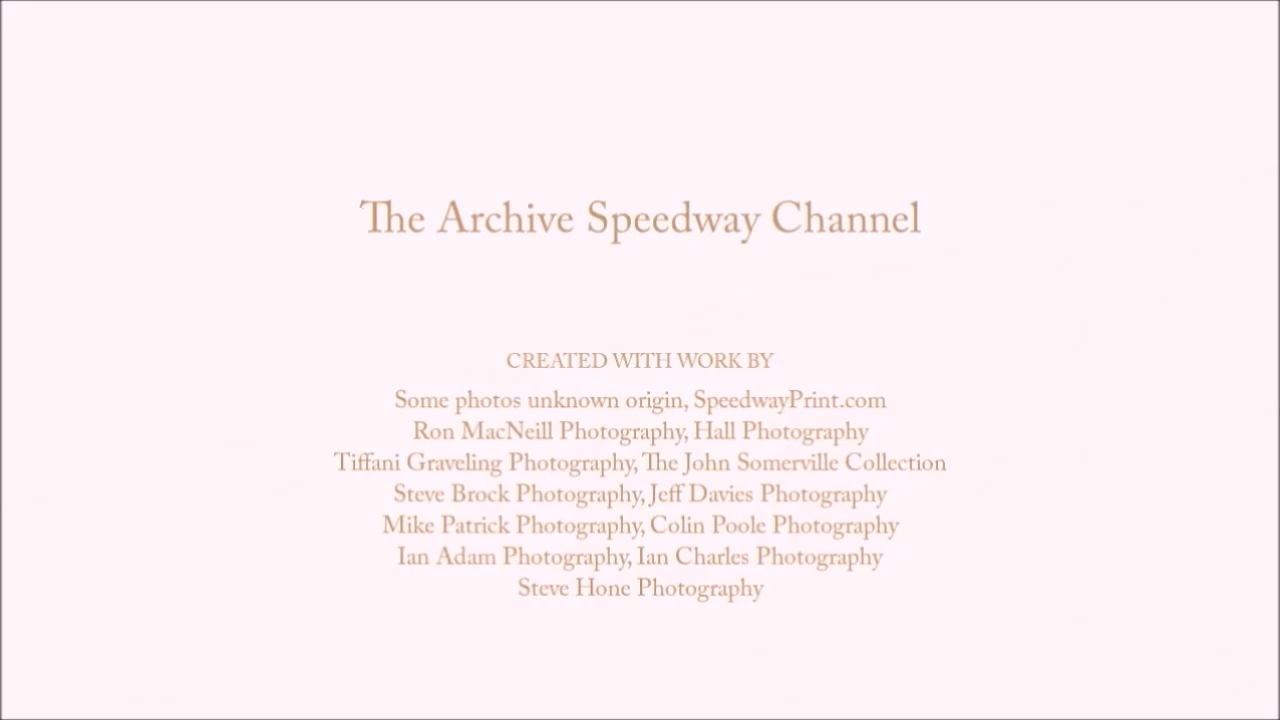 The Archive Speedway Channel
CREATED WITH WORK BY
Some photos unknown origin, SpeedwayPrint.com
Ron MacNeill Photography, Hall Photography
Tiffani Graveling Photography, The John Somerville Collection
Steve Brock Photography, Jeff Davies Photography
Mike Patrick Photography, Colin Poole Photography
Ian Adam Photography, Ian Charles Photography
Steve Hone Photography